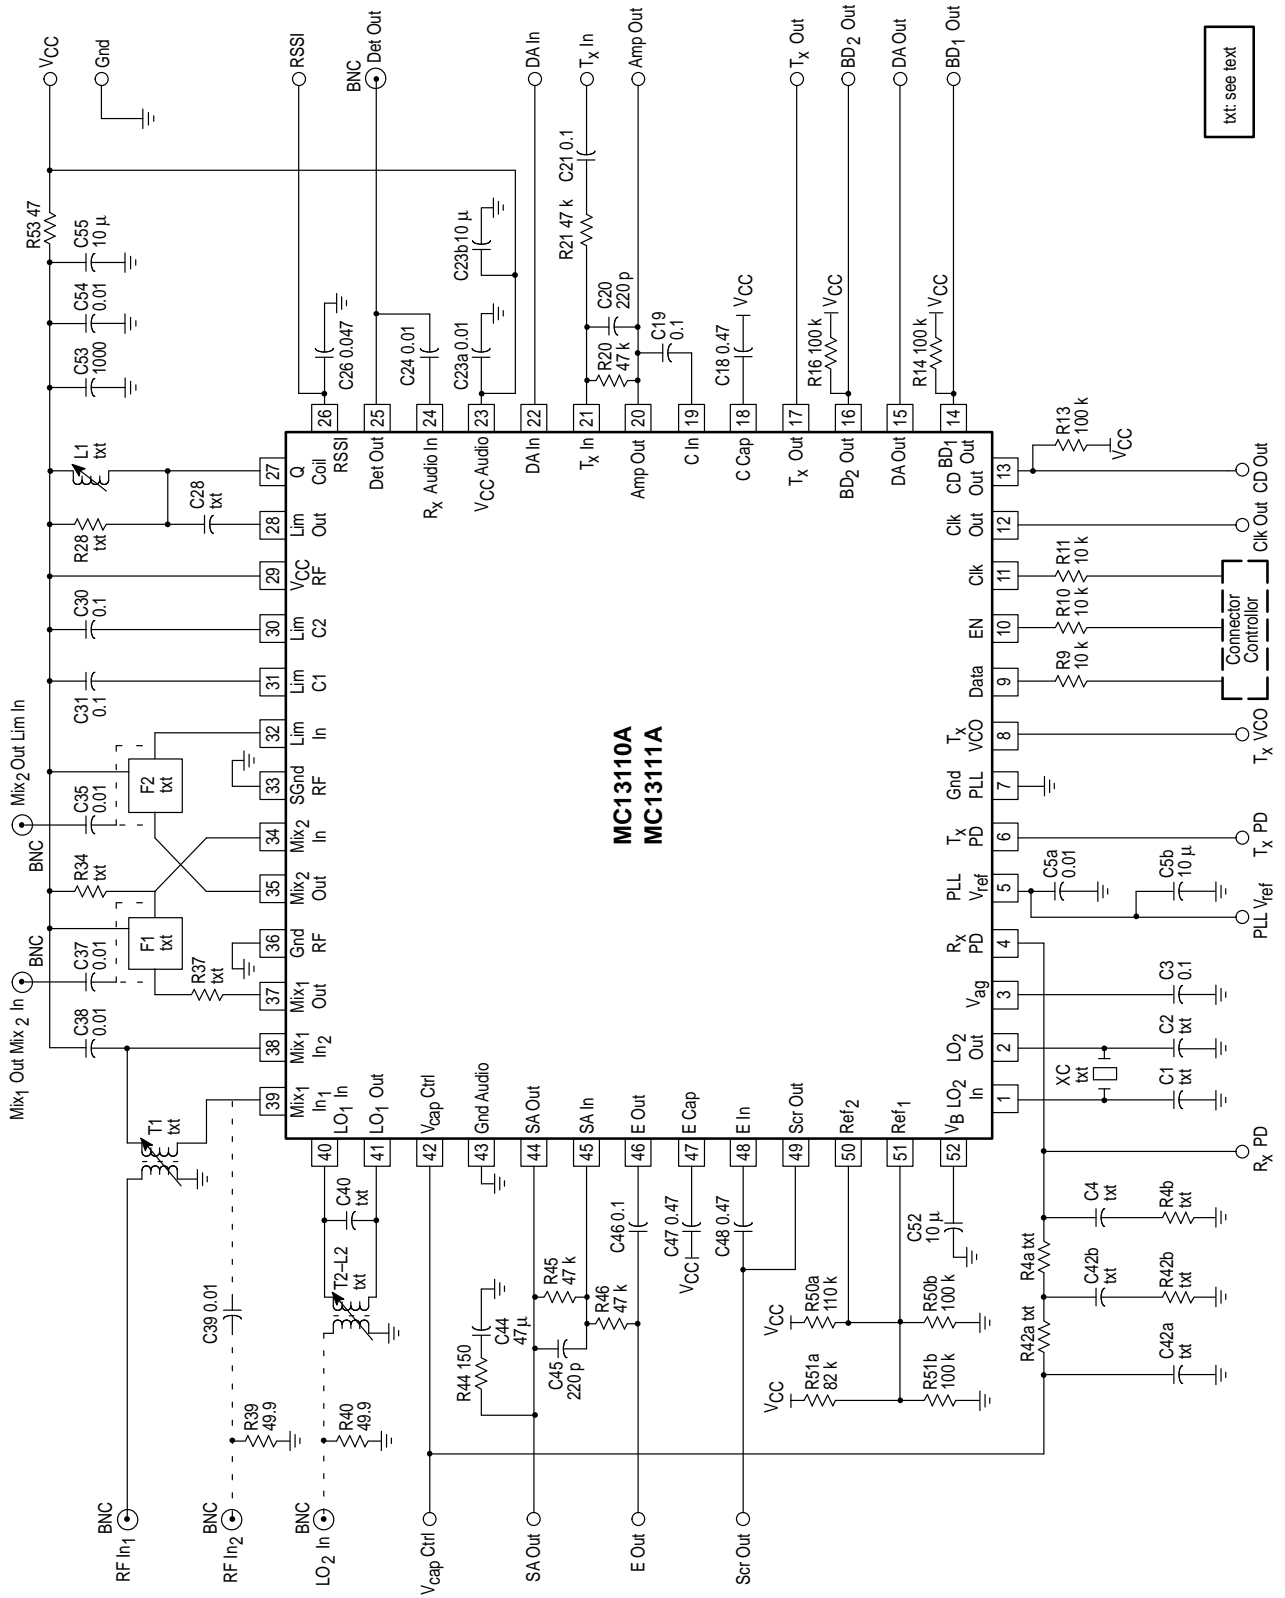 Mix1 Out Mix 2 In
BNC
Mix2 Out Lim In
BNC
VCC
Gnd
RSSI
BNC
Det Out
DA In
Tx In
Amp Out
Tx Out
BD2 Out
DA Out
BD1 Out
txt: see text
R53 47
C55
10 µ
C54
0.01
C53
1000
L1
txt
R28
txt
C28
txt
C30
0.1
C31
0.1
F2
txt
C35
0.01
R34
txt
F1
txt
C37
0.01
R37
txt
C38
0.01
T1
txt
C26 0.047
C24 0.01
C23a 0.01
C23b 10 µ
C21 0.1
R21 47 k
C20
220 p
R20
47 k
C19
0.1
C18 0.47
VCC
R16 100 k
VCC
R14 100 k
VCC
39
Mix1
In1
38
Mix1
In2
37
Mix1
Out
36
Gnd
RF
35
Mix2
Out
34
Mix2
In
33
SGnd
RF
32
Lim
In
31
Lim
C1
30
Lim
C2
29
VCC
RF
28
Lim
Out
27
Q
Coil
26
RSSI
25
Det Out
24
Rx Audio In
23
VCC Audio
22
DA In
21
Tx In
20
Amp Out
19
C In
18
C Cap
17
Tx Out
16
BD2 Out
15
DA Out
14
BD1
Out
MC13110A
MC13111A
40
LO1 In
41
LO1 Out
42
Vcap Ctrl
43
Gnd Audio
44
SA Out
45
SA In
46
E Out
47
E Cap
48
E In
49
Scr Out
50
Ref2
51
Ref1
52
VB
1
LO2
In
2
LO2
Out
3
Vag
4
Rx
PD
5
PLL
Vref
6
Tx
PD
7
Gnd
PLL
8
Tx
VCO
9
Data
10
EN
11
Clk
12
Clk
Out
13
CD
Out
BNC
RF In1
BNC
RF In2
BNC
LO2 In
Vcap Ctrl
SA Out
E Out
Scr Out
R39
49.9
C39 0.01
R40
49.9
T2–L2
txt
C40
txt
R44 150
C44
47µ
C45
220 p
R45
47 k
R46
47 k
C46 0.1
VCC
C47 0.47
C48 0.47
VCC
R50a
110 k
R50b
100 k
VCC
R51a
82 k
R51b
100 k
C52
10 µ
R42a txt
C42a
txt
R4a txt
C42b
txt
R42b
txt
C4
txt
R4b
txt
Rx PD
XC
txt
C1
txt
C2
txt
C3
0.1
C5a
0.01
C5b
10 µ
PLL Vref
Tx PD
Tx VCO
R9
10 k
R10
10 k
R11
10 k
Connector
Controllor
Clk Out
CD Out
R13
100 k
VCC